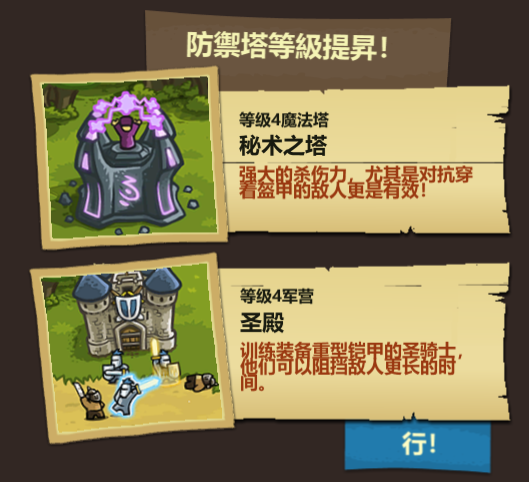 防禦塔等級提昇！
等级4魔法塔
秘术之塔
强大的杀伤力，尤其是对抗穿
着盔甲的敌人更是有效！
等级4军营
圣殿
训练装备重型铠甲的圣骑士，
他们可以阻挡敌人更长的时
间。
行！